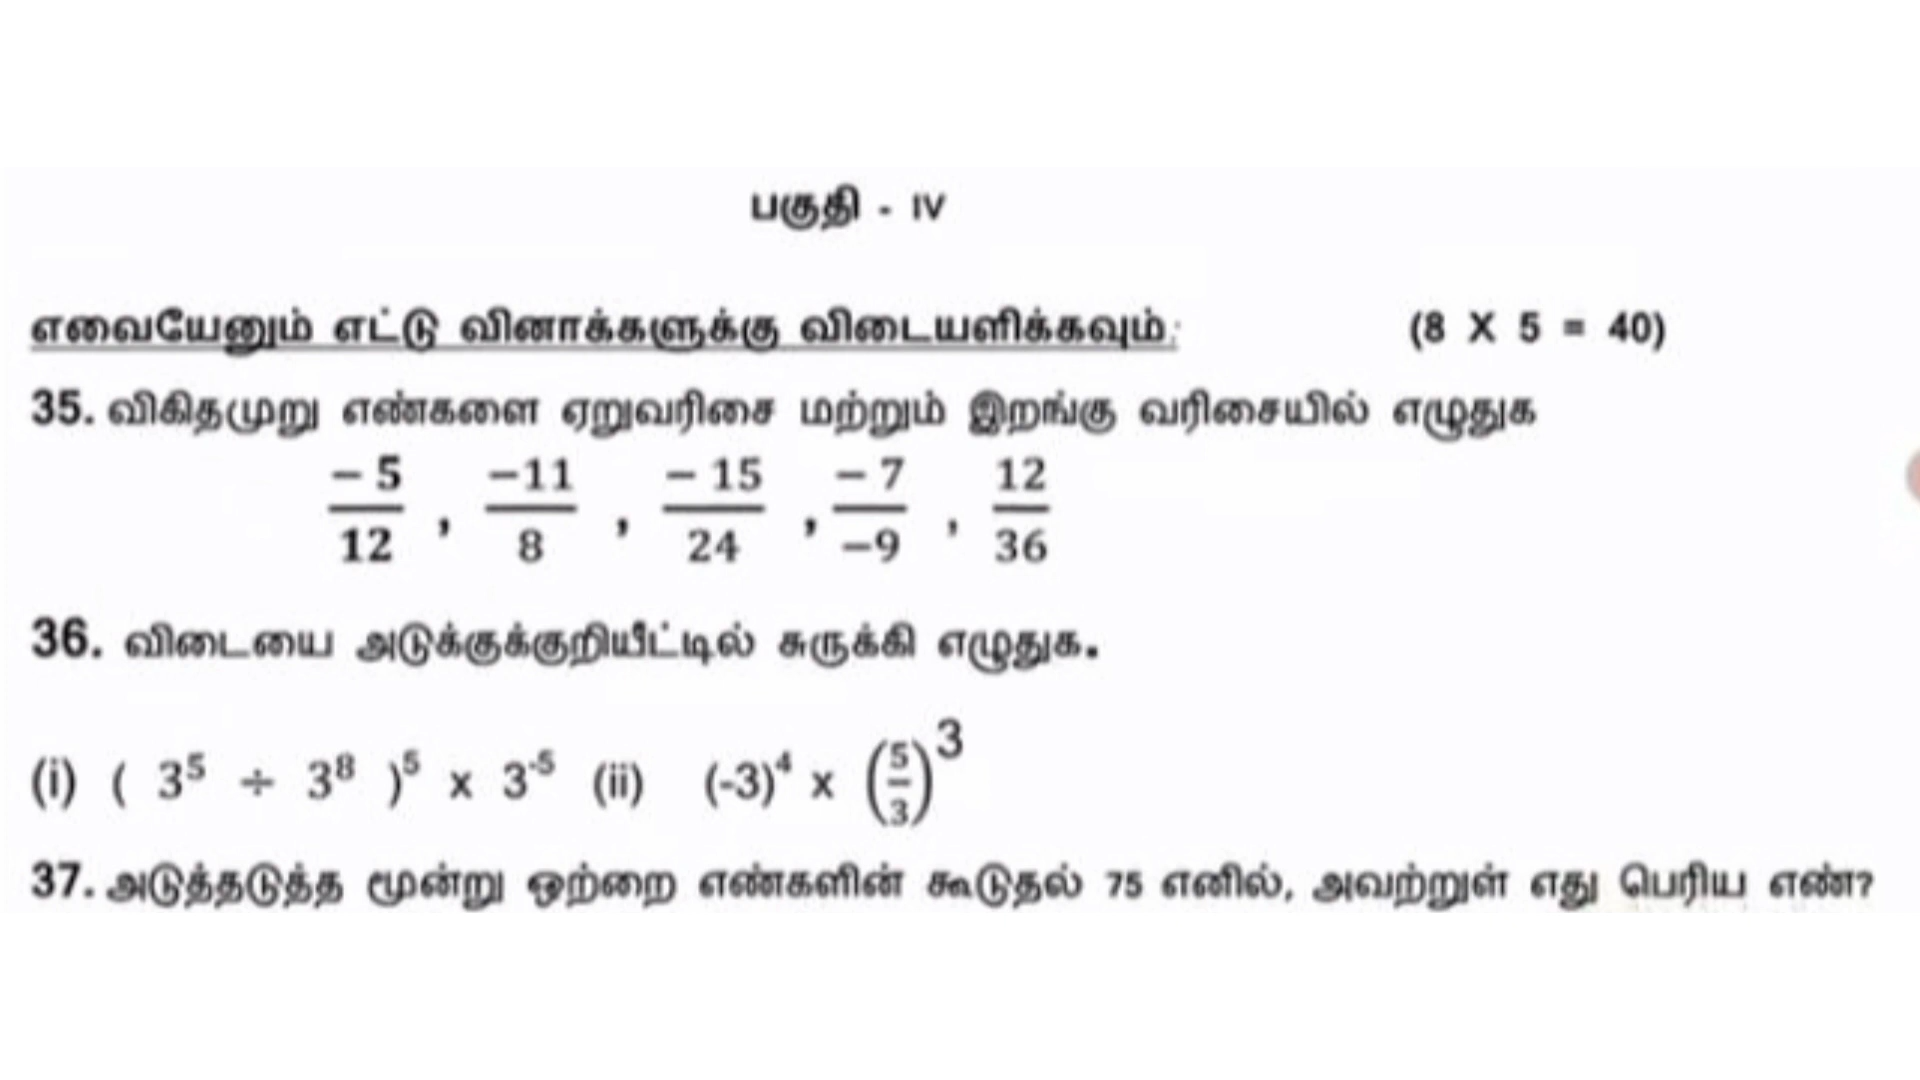 பகுதி - IV
எவையேனும் எட்டு வினாக்களுக்கு விடையளிக்கவும்: (8 X 5 = 40)
35. விகிதமுறு எண்களை ஏறுவரிசை மற்றும் இறங்கு வரிசையில் எழுதுக
− 5/12 , −11/8 , − 15/24 , − 7/−9 , 12/36
36. விடையை அடுக்குக்குறியீட்டில் சுருக்கி எழுதுக.
(i) ( 3⁵ ÷ 3⁸ )⁵ x 3⁻⁵ (ii) (-3)⁴ x (5/3)³
37. அடுத்தடுத்த மூன்று ஒற்றை எண்களின் கூடுதல் 75 எனில், அவற்றுள் எது பெரிய எண்?